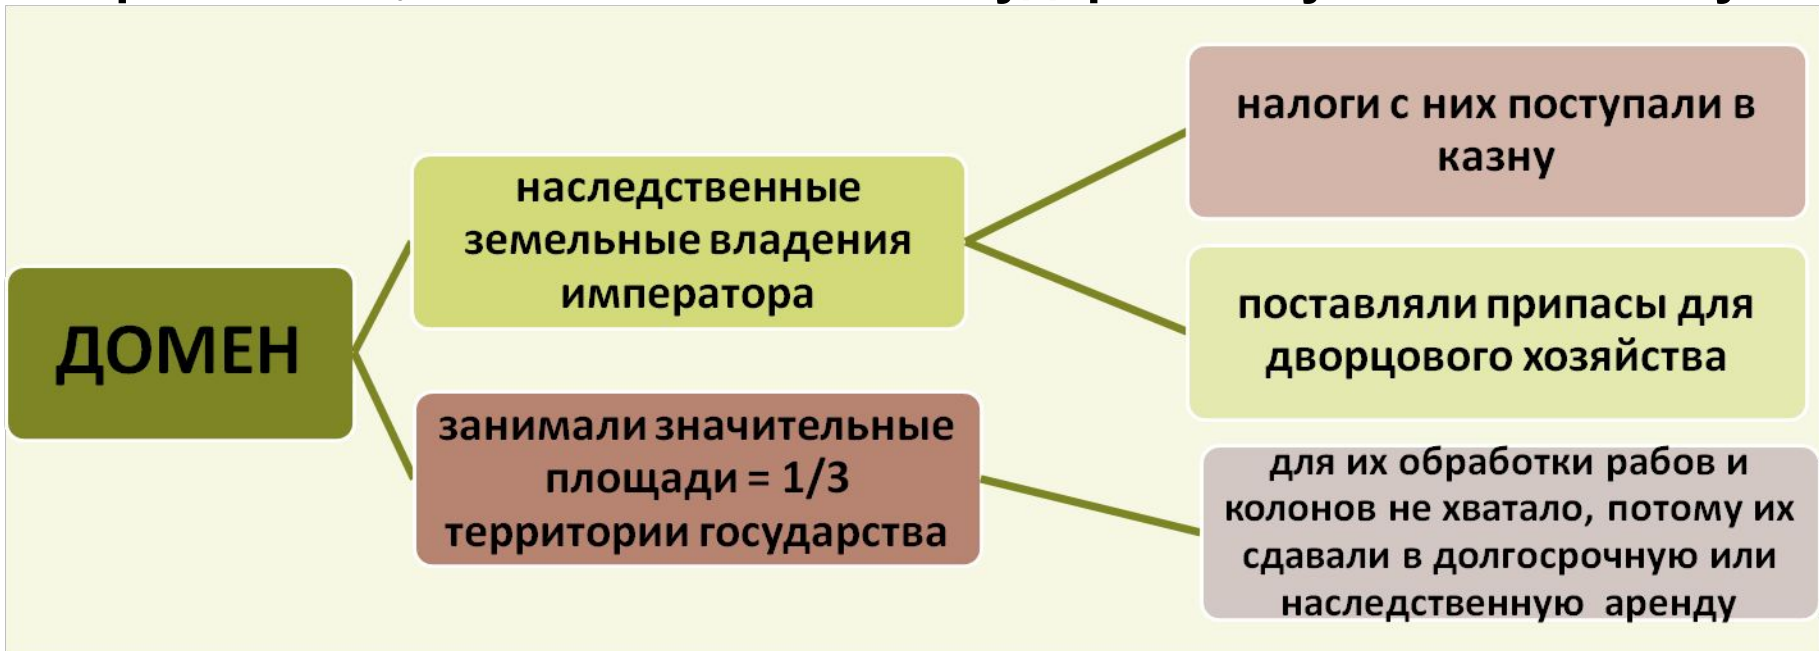 ДОМЕН
наследственные
земельные владения
императора
занимали значительные
площади = 1/3
территории государства
налоги с них поступали в
казну
поставляли припасы для
дворцового хозяйства
для их обработки рабов и
колонов не хватало, потому их
сдавали в долгосрочную или
наследственную аренду